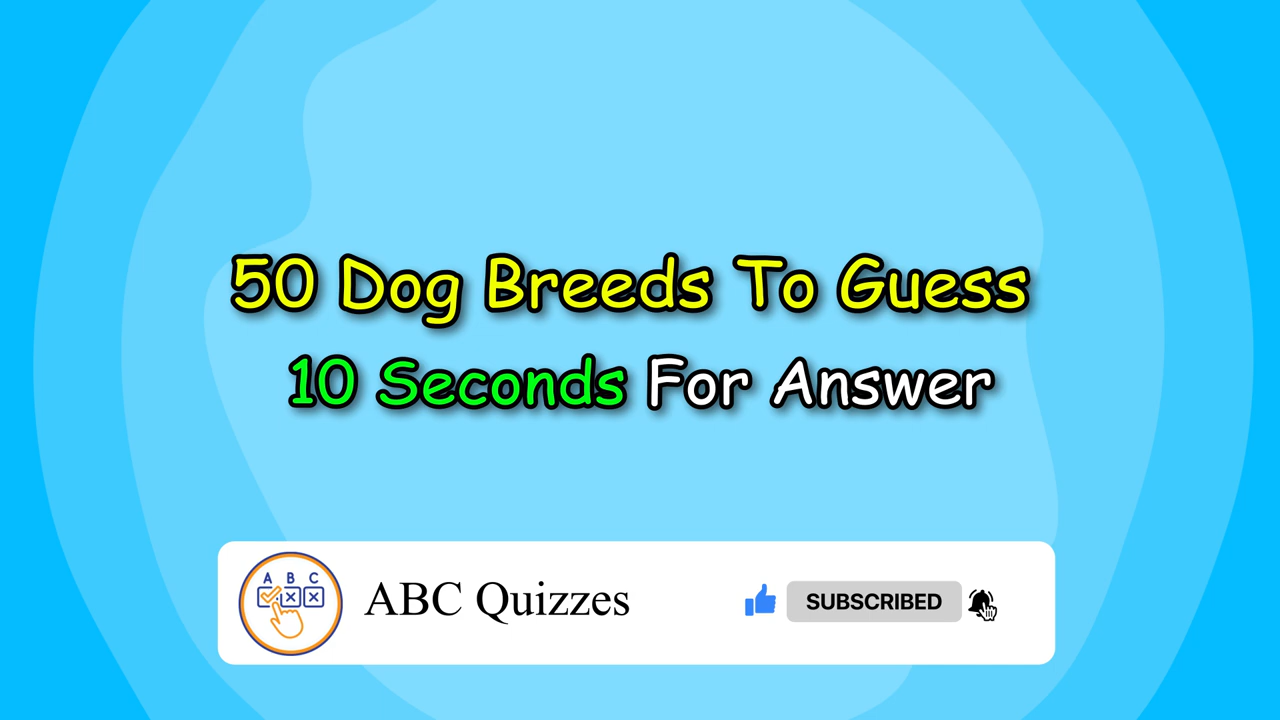 50 Dog Breeds To Guess
10 Seconds For Answer
A B C
ABC Quizzes
SUBSCRIBED